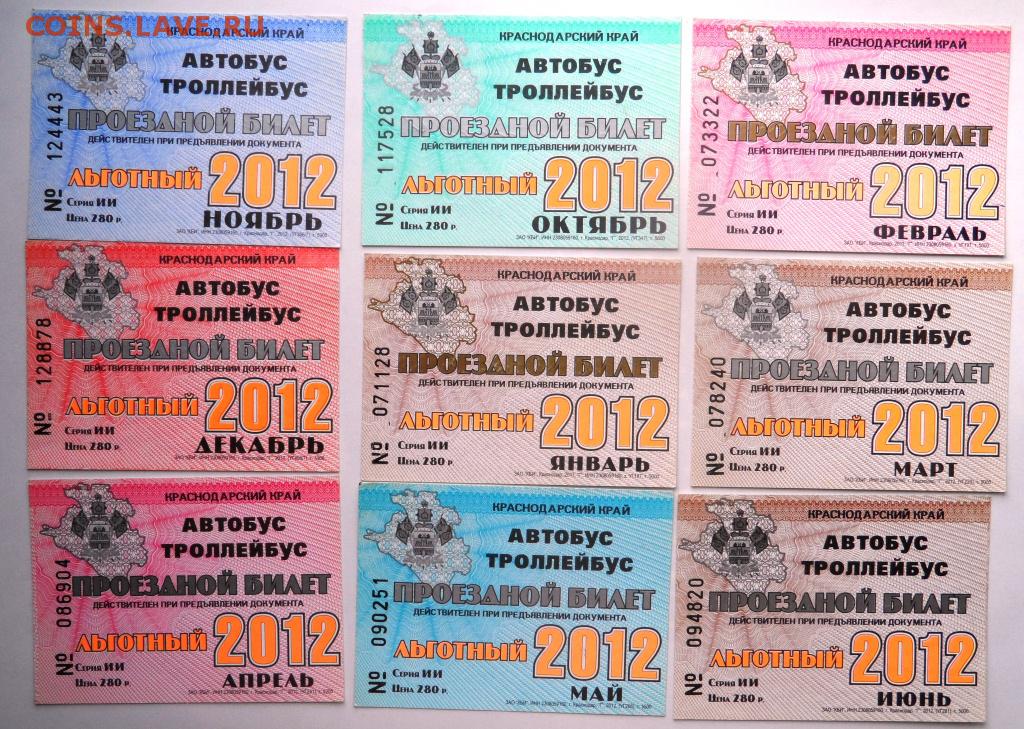 COINS.LAVE.RU
КРАСНОДАРСКИЙ КРАЙ
АВТОБУС
ТРОЛЛЕЙБУС
ПРОЕЗДНОЙ БИЛЕТ
ДЕЙСТВИТЕЛЕН ПРИ ПРЕДЪЯВЛЕНИИ ДОКУМЕНТА
ЛЬГОТНЫЙ 2012
СЕРИЯ ИИ
ЦЕНА 280 Р.
НОЯБРЬ
№ 124443
КРАСНОДАРСКИЙ КРАЙ
АВТОБУС
ТРОЛЛЕЙБУС
ПРОЕЗДНОЙ БИЛЕТ
ДЕЙСТВИТЕЛЕН ПРИ ПРЕДЪЯВЛЕНИИ ДОКУМЕНТА
ЛЬГОТНЫЙ 2012
СЕРИЯ ИИ
ЦЕНА 280 Р.
ОКТЯБРЬ
№ 117528
КРАСНОДАРСКИЙ КРАЙ
АВТОБУС
ТРОЛЛЕЙБУС
ПРОЕЗДНОЙ БИЛЕТ
ДЕЙСТВИТЕЛЕН ПРИ ПРЕДЪЯВЛЕНИИ ДОКУМЕНТА
ЛЬГОТНЫЙ 2012
СЕРИЯ ИИ
ЦЕНА 280 Р.
ФЕВРАЛЬ
№ 073322
КРАСНОДАРСКИЙ КРАЙ
АВТОБУС
ТРОЛЛЕЙБУС
ПРОЕЗДНОЙ БИЛЕТ
ДЕЙСТВИТЕЛЕН ПРИ ПРЕДЪЯВЛЕНИИ ДОКУМЕНТА
ЛЬГОТНЫЙ 2012
СЕРИЯ ИИ
ЦЕНА 280 Р.
ДЕКАБРЬ
№ 128878
КРАСНОДАРСКИЙ КРАЙ
АВТОБУС
ТРОЛЛЕЙБУС
ПРОЕЗДНОЙ БИЛЕТ
ДЕЙСТВИТЕЛЕН ПРИ ПРЕДЪЯВЛЕНИИ ДОКУМЕНТА
ЛЬГОТНЫЙ 2012
СЕРИЯ ИИ
ЦЕНА 280 Р.
ЯНВАРЬ
№ 071128
КРАСНОДАРСКИЙ КРАЙ
АВТОБУС
ТРОЛЛЕЙБУС
ПРОЕЗДНОЙ БИЛЕТ
ДЕЙСТВИТЕЛЕН ПРИ ПРЕДЪЯВЛЕНИИ ДОКУМЕНТА
ЛЬГОТНЫЙ 2012
СЕРИЯ ИИ
ЦЕНА 280 Р.
МАРТ
№ 078240
КРАСНОДАРСКИЙ КРАЙ
АВТОБУС
ТРОЛЛЕЙБУС
ПРОЕЗДНОЙ БИЛЕТ
ДЕЙСТВИТЕЛЕН ПРИ ПРЕДЪЯВЛЕНИИ ДОКУМЕНТА
ЛЬГОТНЫЙ 2012
СЕРИЯ ИИ
ЦЕНА 280 Р.
АПРЕЛЬ
№ 086904
КРАСНОДАРСКИЙ КРАЙ
АВТОБУС
ТРОЛЛЕЙБУС
ПРОЕЗДНОЙ БИЛЕТ
ДЕЙСТВИТЕЛЕН ПРИ ПРЕДЪЯВЛЕНИИ ДОКУМЕНТА
ЛЬГОТНЫЙ 2012
СЕРИЯ ИИ
ЦЕНА 280 Р.
МАЙ
№ 090251
КРАСНОДАРСКИЙ КРАЙ
АВТОБУС
ТРОЛЛЕЙБУС
ПРОЕЗДНОЙ БИЛЕТ
ДЕЙСТВИТЕЛЕН ПРИ ПРЕДЪЯВЛЕНИИ ДОКУМЕНТА
ЛЬГОТНЫЙ 2012
СЕРИЯ ИИ
ЦЕНА 280 Р.
ИЮНЬ
№ 094820